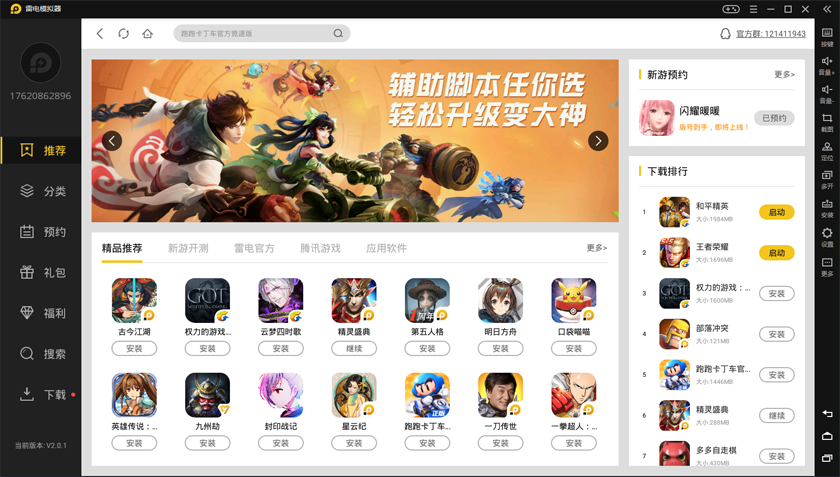 雷电模拟器
17620862896
推荐
分类
预约
礼包
福利
搜索
下载
当前版本: V2.0.1
跑跑卡丁车官方竞速版
官方群: 121411943
辅助脚本任你选
轻松升级变大神
精品推荐 新游开测 雷电官方 腾讯游戏 应用软件 更多>
古今江湖 权力的游戏... 云梦四时歌 精灵盛典 第五人格 明日方舟 口袋喵喵
安装 安装 安装 继续 安装 安装 安装
英雄传说：... 九州劫 封印战记 星云纪 跑跑卡丁车... 一刀传世 一拳超人：...
安装 安装 安装 安装 安装 安装 安装
GOT
1周年
正版
新游预约 更多>
闪耀暖暖
版号到手，即将上线！
已预约
下载排行
1 和平精英
大小:1984MB
启动
2 王者荣耀
大小:1696MB
启动
3 权力的游戏：...
大小:1600MB
安装
4 部落冲突
大小:121MB
安装
5 跑跑卡丁车官...
大小:1446MB
安装
6 精灵盛典
大小:288MB
继续
7 多多自走棋
大小:430MB
安装
按键
音量+
音量-
截图
定位
多开
安装
设置
更多